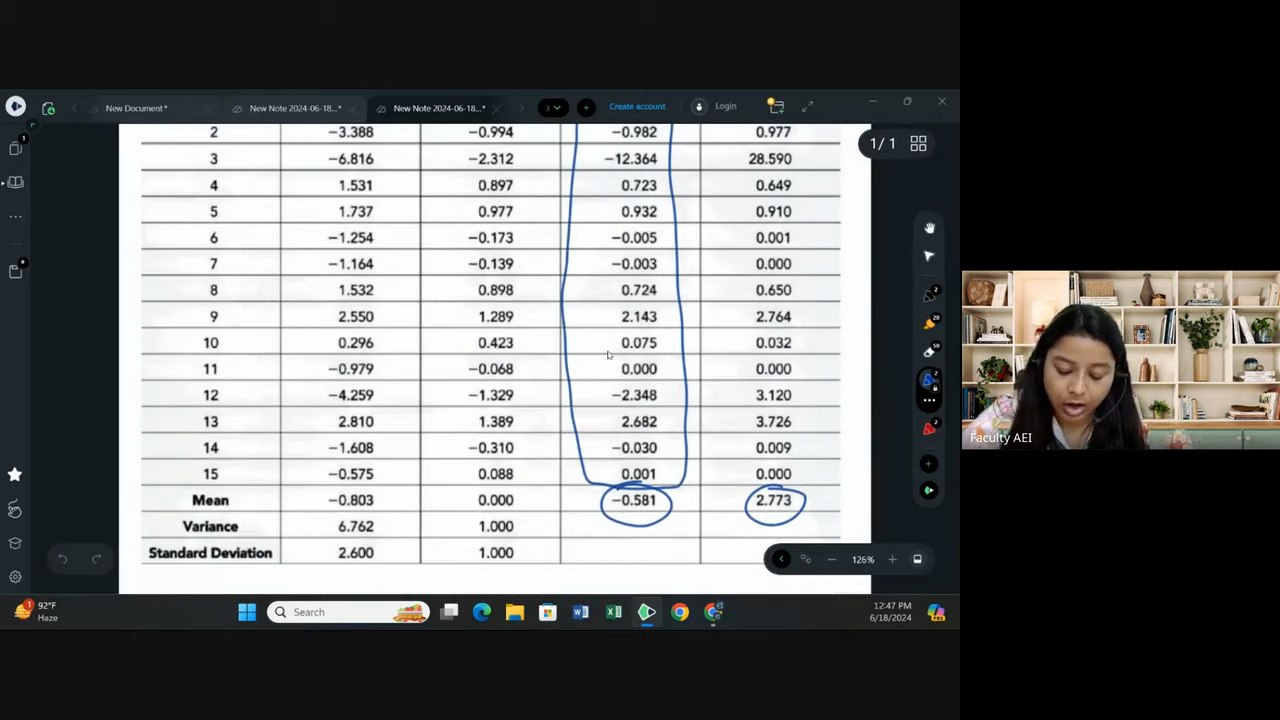 New Document*
New Note 2024-06-18...*
New Note 2024-06-18...*
3
Create account
Login
1/1
2 −3.388 −0.994 −0.982 0.977
3 −6.816 −2.312 −12.364 28.590
4 1.531 0.897 0.723 0.649
5 1.737 0.977 0.932 0.910
6 −1.254 −0.173 −0.005 0.001
7 −1.164 −0.139 −0.003 0.000
8 1.532 0.898 0.724 0.650
9 2.550 1.289 2.143 2.764
10 0.296 0.423 0.075 0.032
11 −0.979 −0.068 0.000 0.000
12 −4.259 −1.329 −2.348 3.120
13 2.810 1.389 2.682 3.726
14 −1.608 −0.310 −0.030 0.009
15 −0.575 0.088 0.001 0.000
Mean −0.803 0.000 −0.581 2.773
Variance 6.762 1.000
Standard Deviation 2.600 1.000
126%
Faculty AEI
92°F
Haze
Search
12:47 PM
6/18/2024